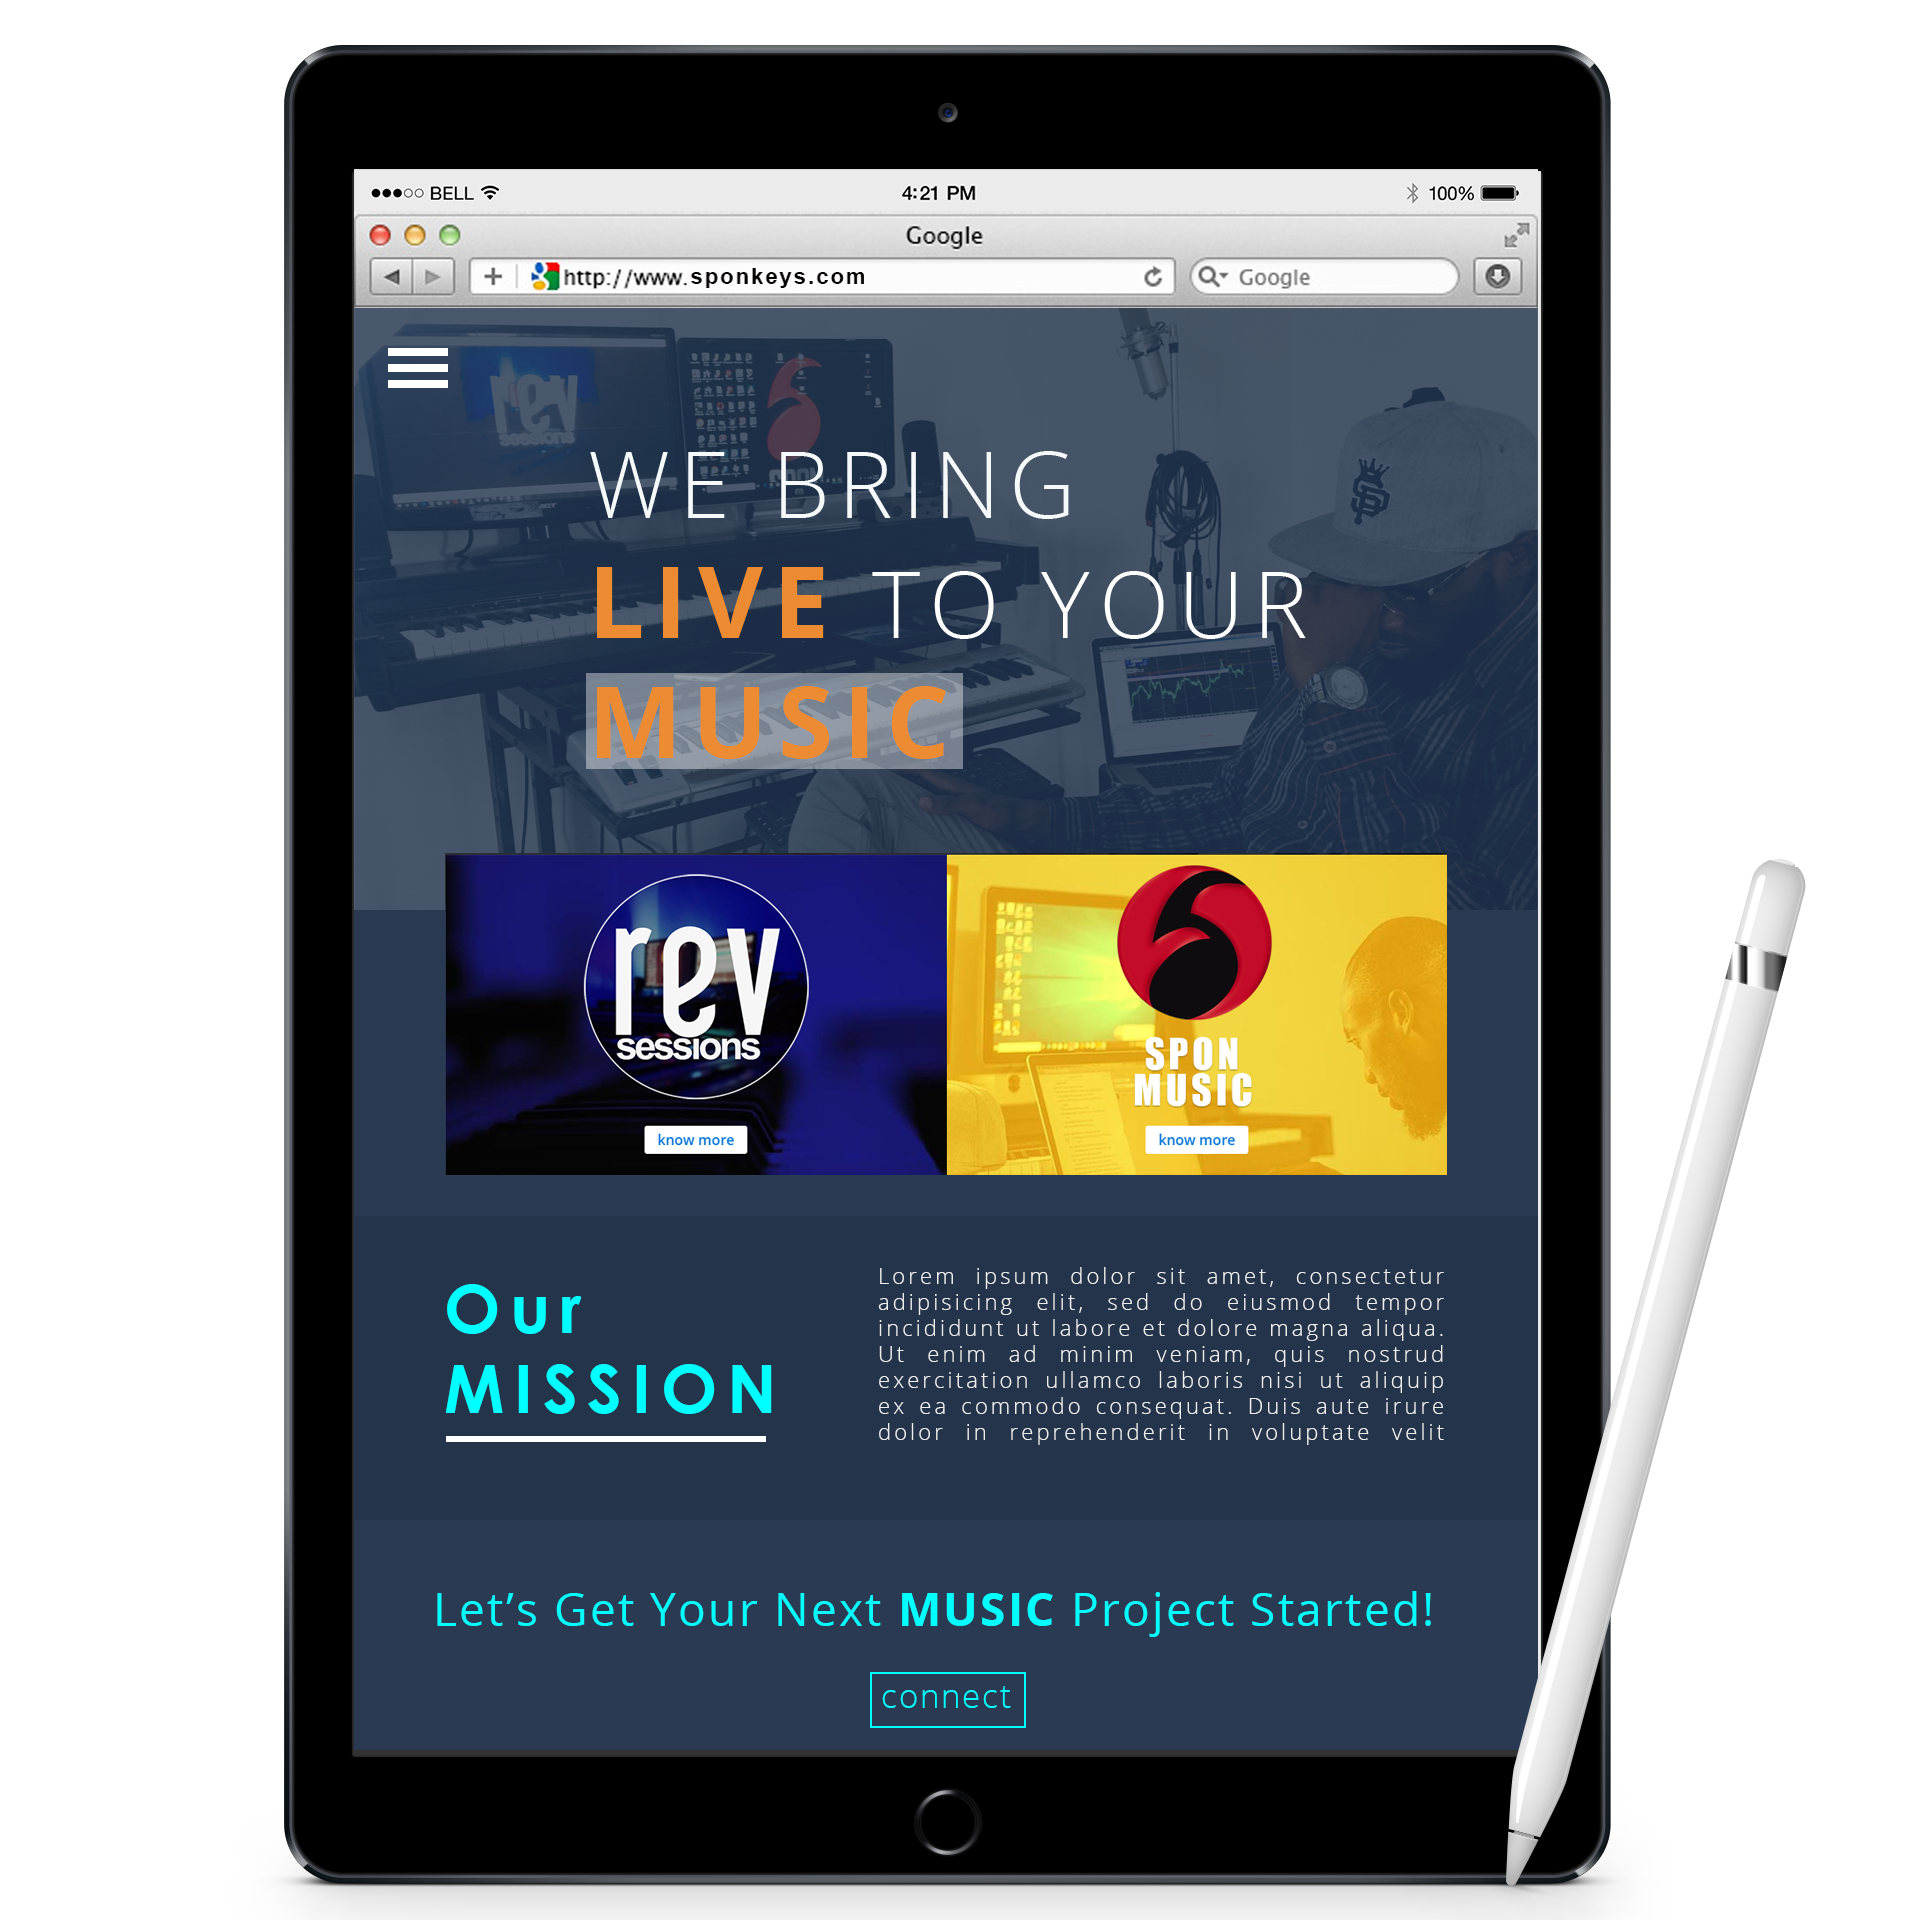 BELL
4:21 PM
100%
Google
http://www.sponkeys.com
Google
rev
sessions
WE BRING
LIVE TO YOUR
MUSIC
rev
sessions
know more
SPON
MUSIC
know more
Our
MISSION
Lorem ipsum dolor sit amet, consectetur
adipisicing elit, sed do eiusmod tempor
incididunt ut labore et dolore magna aliqua.
Ut enim ad minim veniam, quis nostrud
exercitation ullamco laboris nisi ut aliquip
ex ea commodo consequat. Duis aute irure
dolor in reprehenderit in voluptate velit
Let’s Get Your Next MUSIC Project Started!
connect